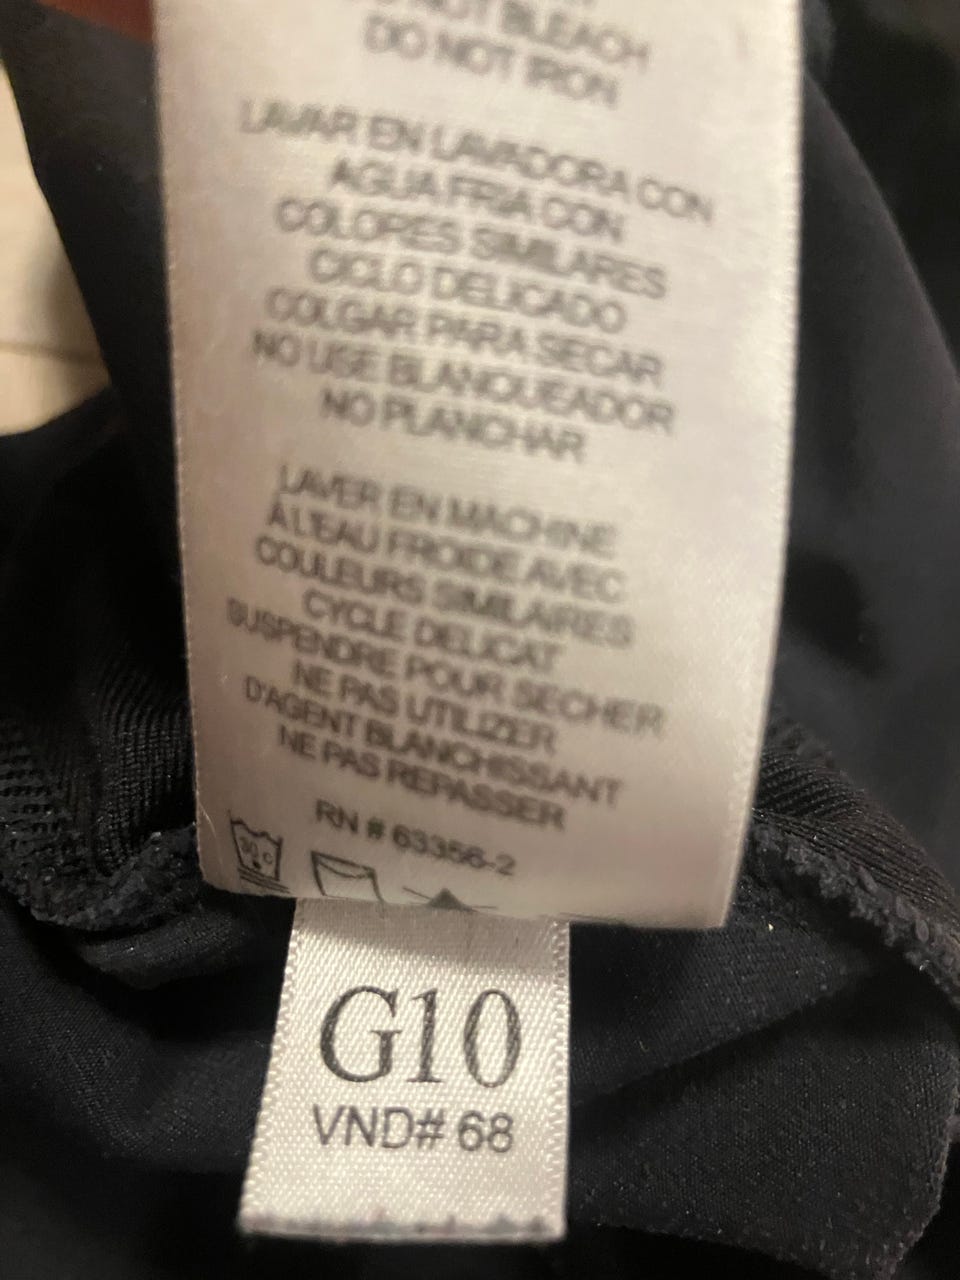 NOT BLEACH
DO NOT IRON
LAVAR EN LAVADORA CON
AGUA FRIA CON
COLORES SIMILARES
CICLO DELICADO
COLGAR PARA SECAR
NO USE BLANQUEADOR
NO PLANCHAR
LAVER EN MACHINE
À L'EAU FROIDE AVEC
COULEURS SIMILAIRES
CYCLE DELICAT
SUSPENDRE POUR SECHER
NE PAS UTILIZER
D'AGENT BLANCHISSANT
NE PAS REPASSER
RN # 63356-2
30 c
G10
VND# 68